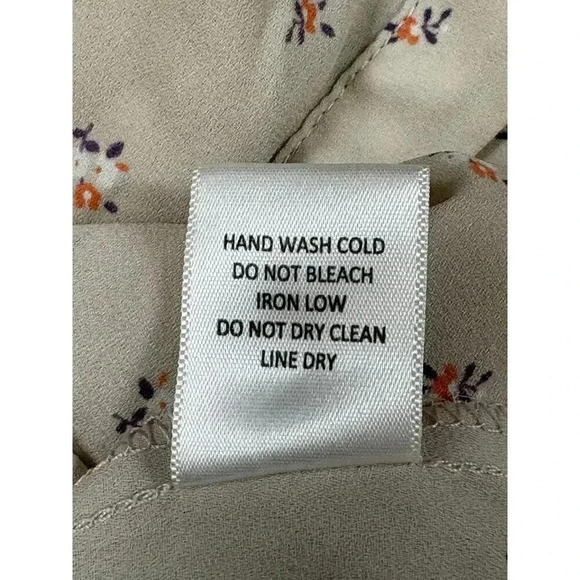 HAND WASH COLD
DO NOT BLEACH
IRON LOW
DO NOT DRY CLEAN
LINE DRY